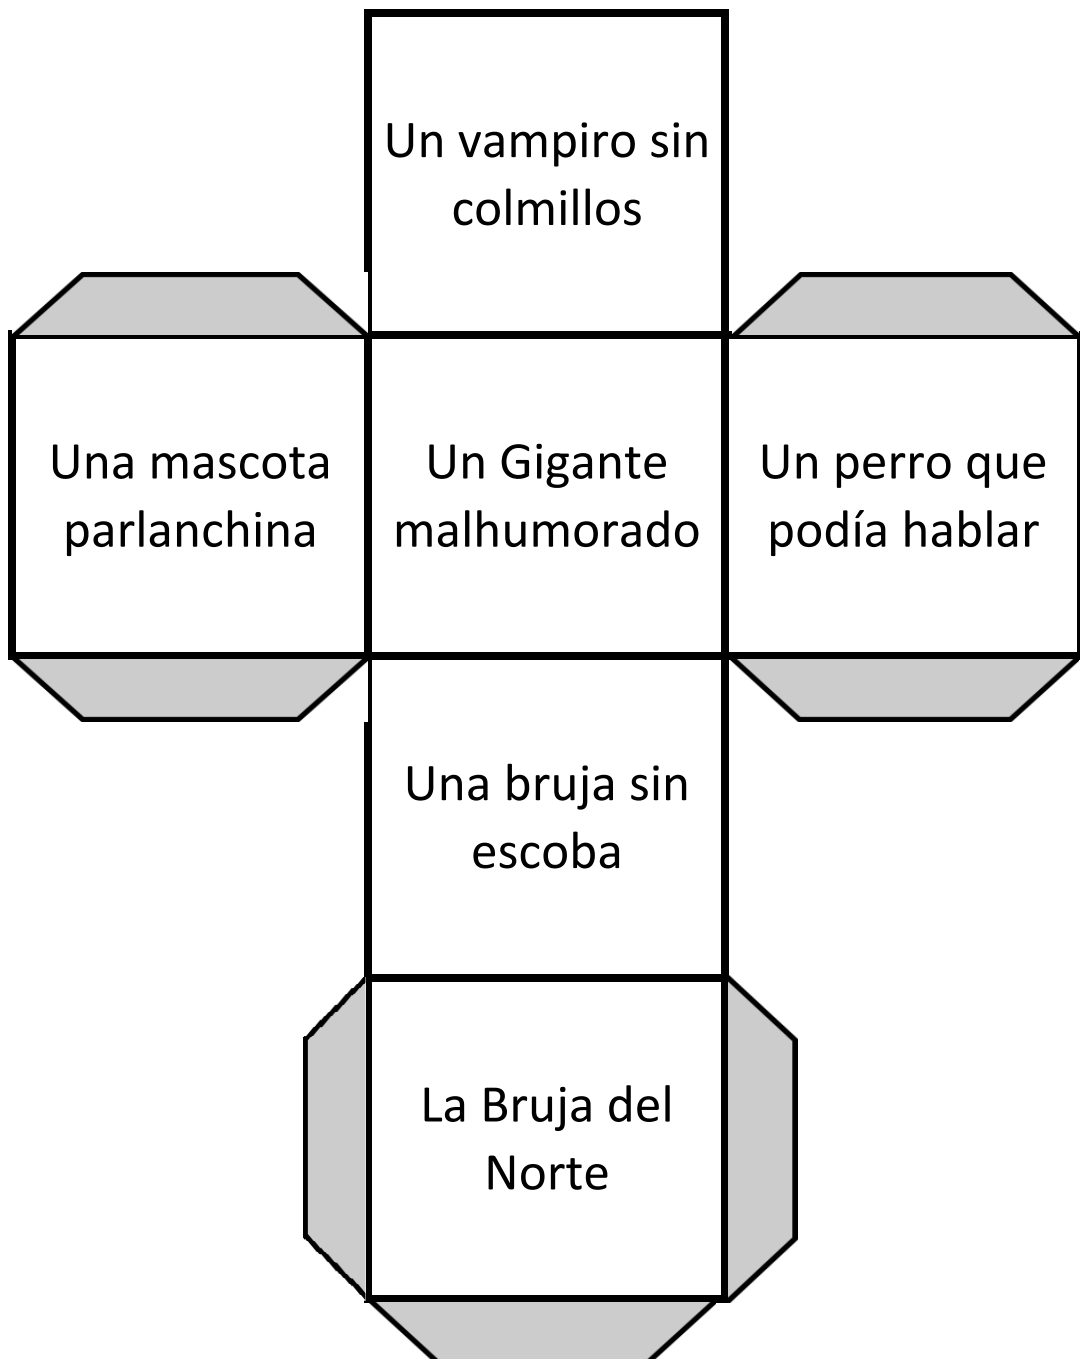 Un vampiro sin
colmillos
Una mascota
parlanchina
Un Gigante
malhumorado
Un perro que
podía hablar
Una bruja sin
escoba
La Bruja del
Norte